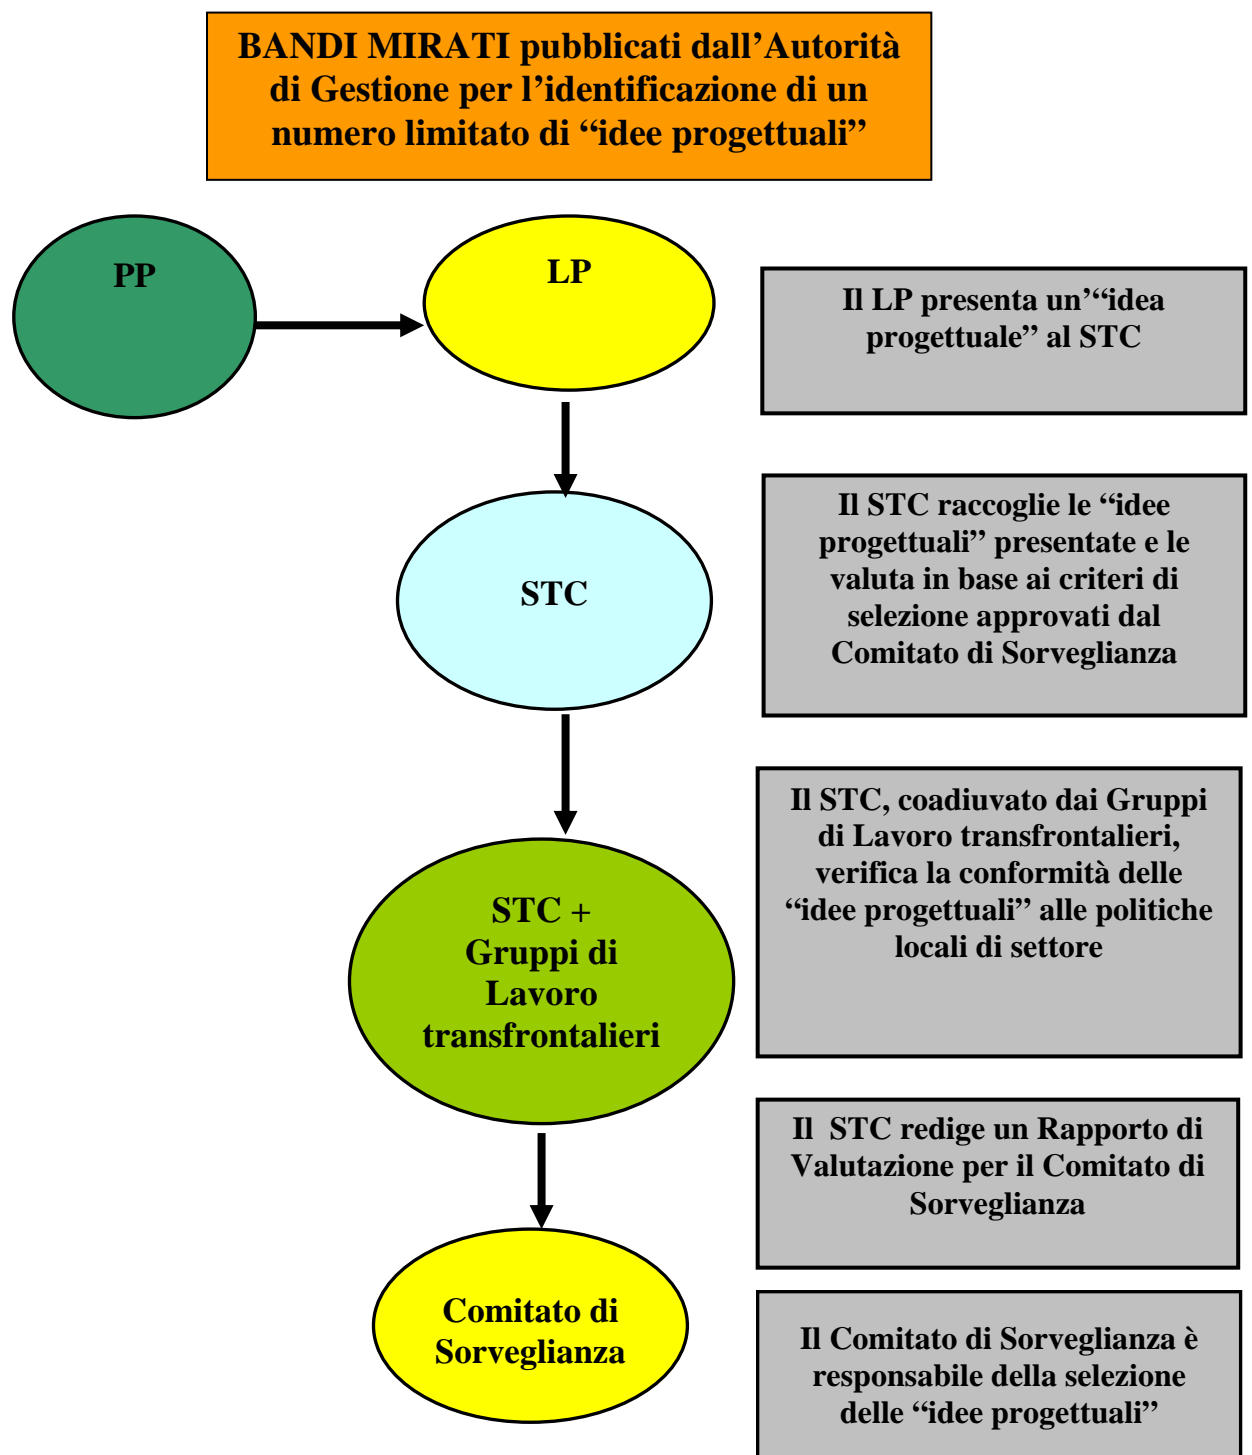 BANDI MIRATI pubblicati dall’Autorità
di Gestione per l’identificazione di un
numero limitato di “idee progettuali”
PP
LP
Il LP presenta un’“idea
progettuale” al STC
STC
Il STC raccoglie le “idee
progettuali” presentate e le
valuta in base ai criteri di
selezione approvati dal
Comitato di Sorveglianza
STC +
Gruppi di
Lavoro
transfrontalieri
Il STC, coadiuvato dai Gruppi
di Lavoro transfrontalieri,
verifica la conformità delle
“idee progettuali” alle politiche
locali di settore
Il STC redige un Rapporto di
Valutazione per il Comitato di
Sorveglianza
Comitato di
Sorveglianza
Il Comitato di Sorveglianza è
responsabile della selezione
delle “idee progettuali”